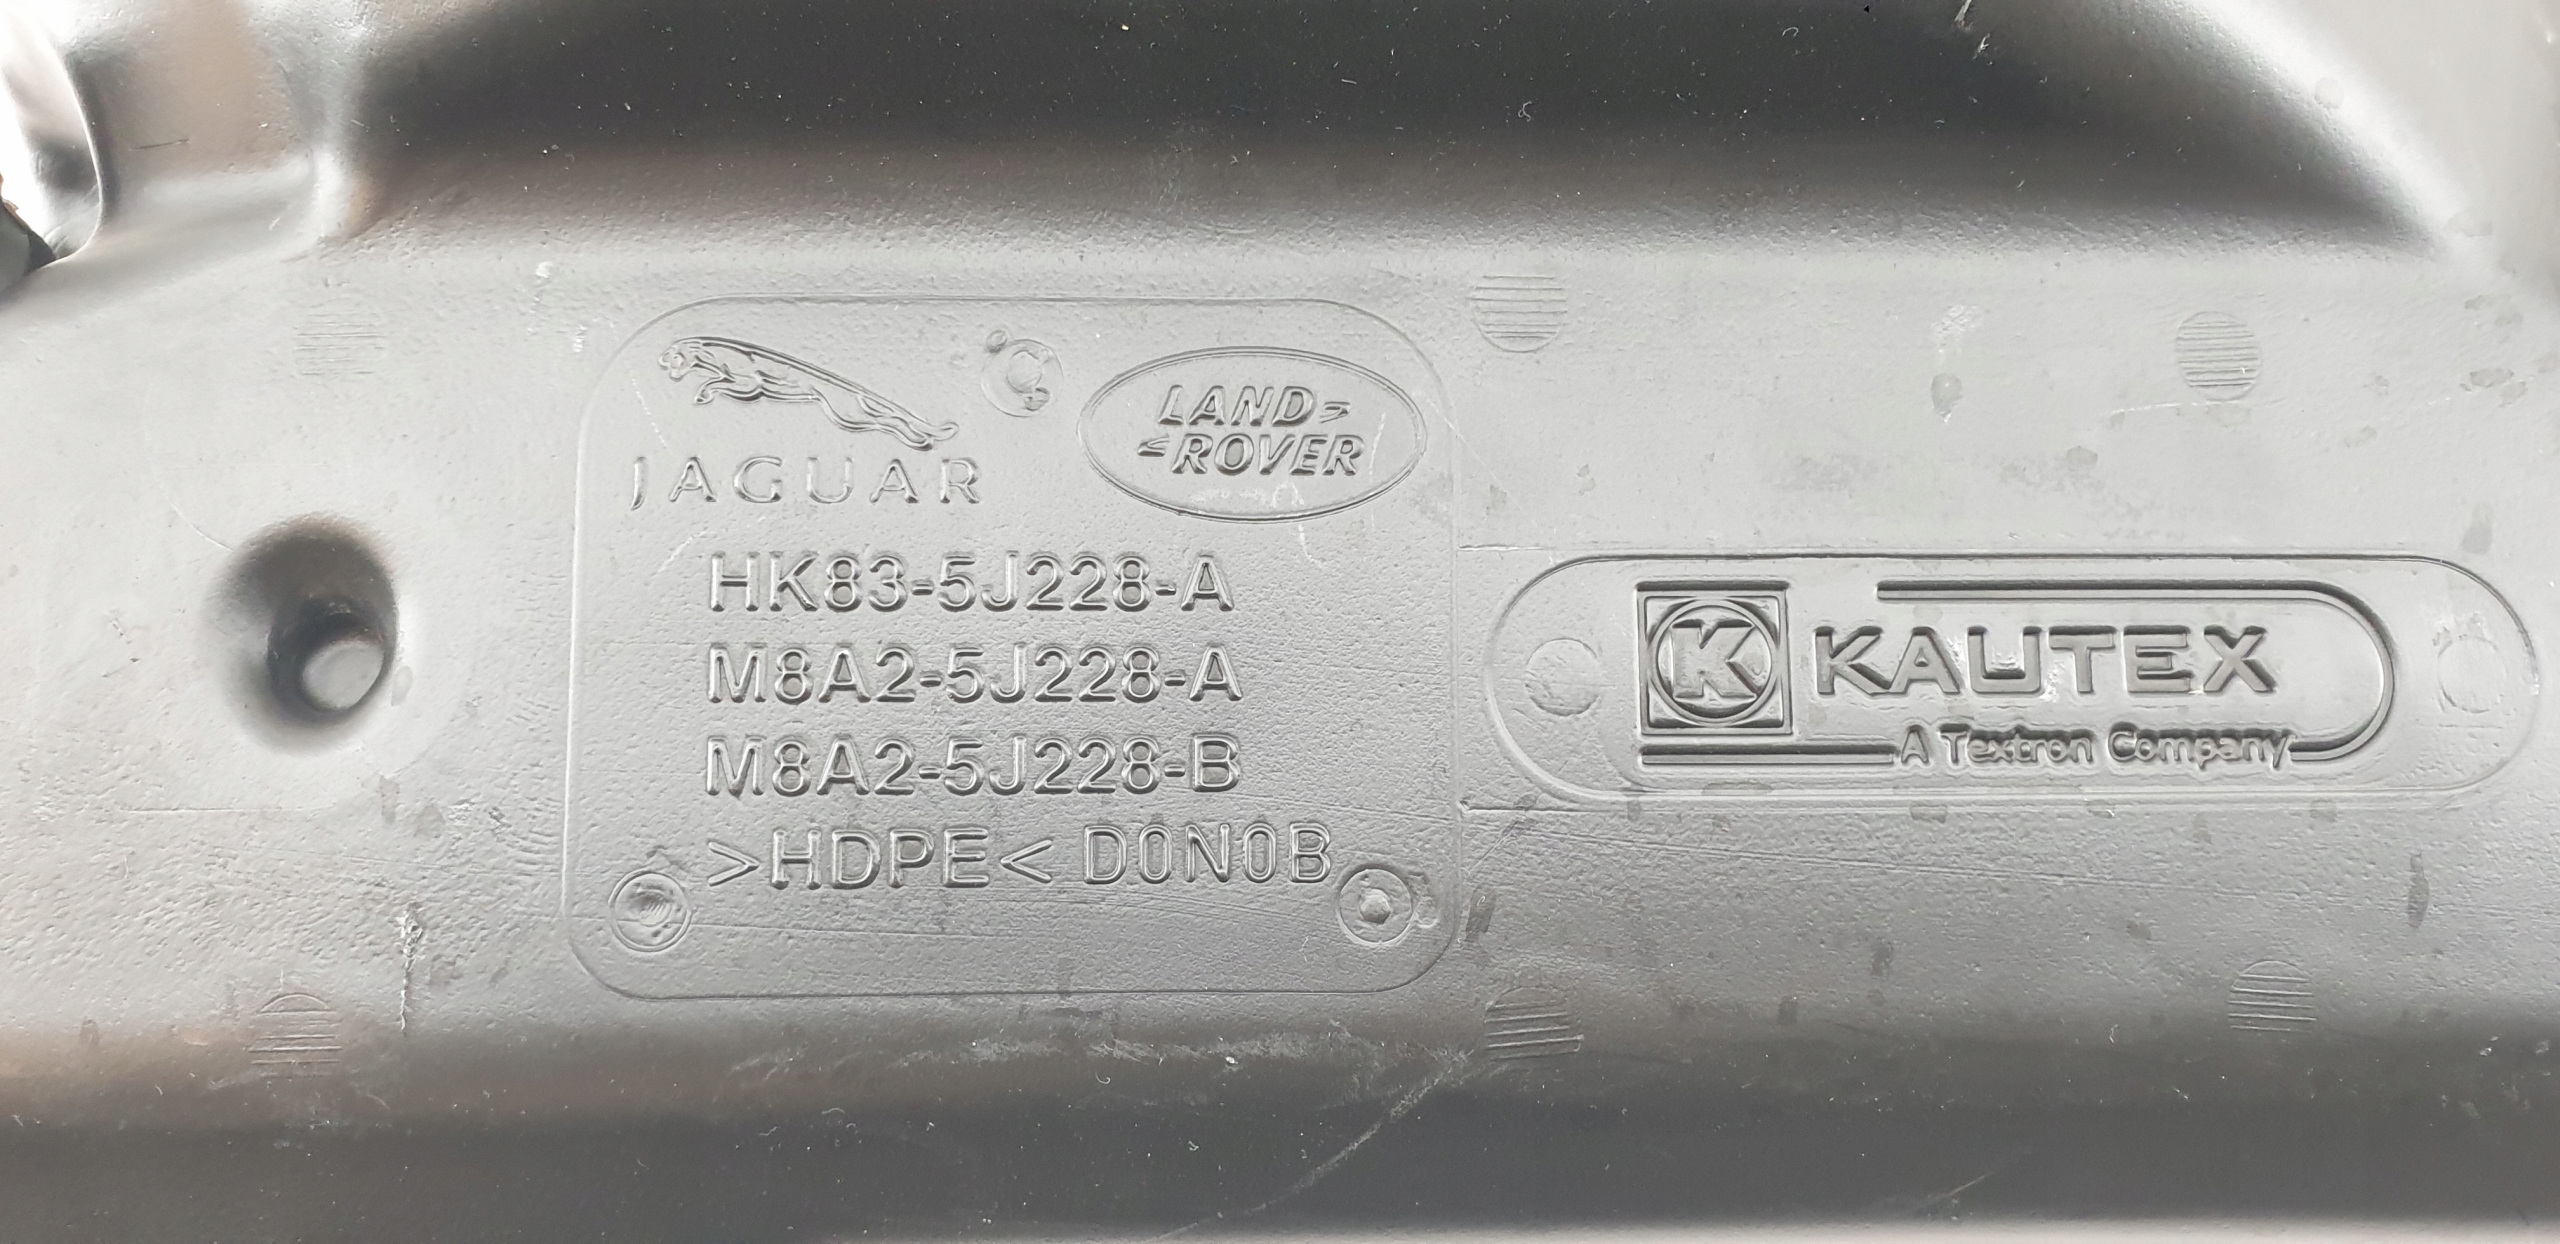 JAGUAR
LAND
ROVER
HK83-5J228-A
M8A2-5J228-A
M8A2-5J228-B
>HDPE< D0N0B
K KAUTEX
A Textron Company